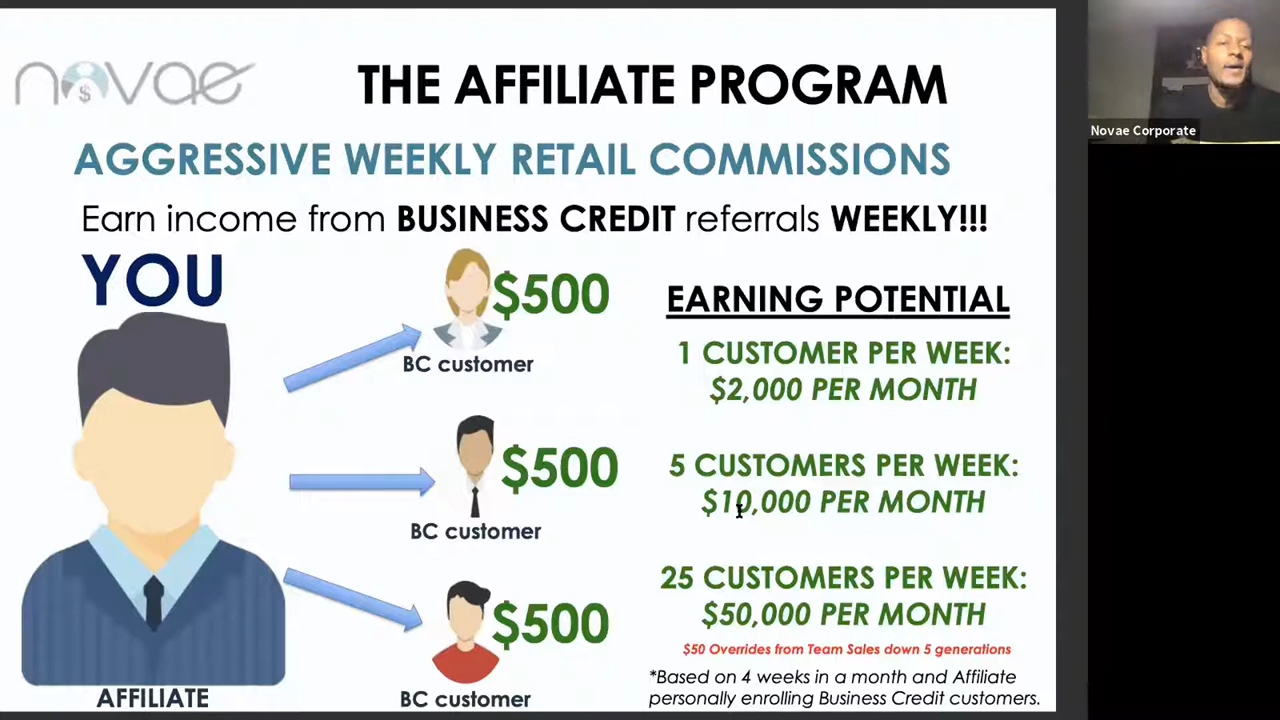 novae
$
THE AFFILIATE PROGRAM
AGGRESSIVE WEEKLY RETAIL COMMISSIONS
Earn income from BUSINESS CREDIT referrals WEEKLY!!!
YOU
AFFILIATE
$500
BC customer
$500
BC customer
$500
BC customer
EARNING POTENTIAL
1 CUSTOMER PER WEEK:
$2,000 PER MONTH
5 CUSTOMERS PER WEEK:
$10,000 PER MONTH
25 CUSTOMERS PER WEEK:
$50,000 PER MONTH
$50 Overrides from Team Sales down 5 generations
*Based on 4 weeks in a month and Affiliate
personally enrolling Business Credit customers.
Novae Corporate